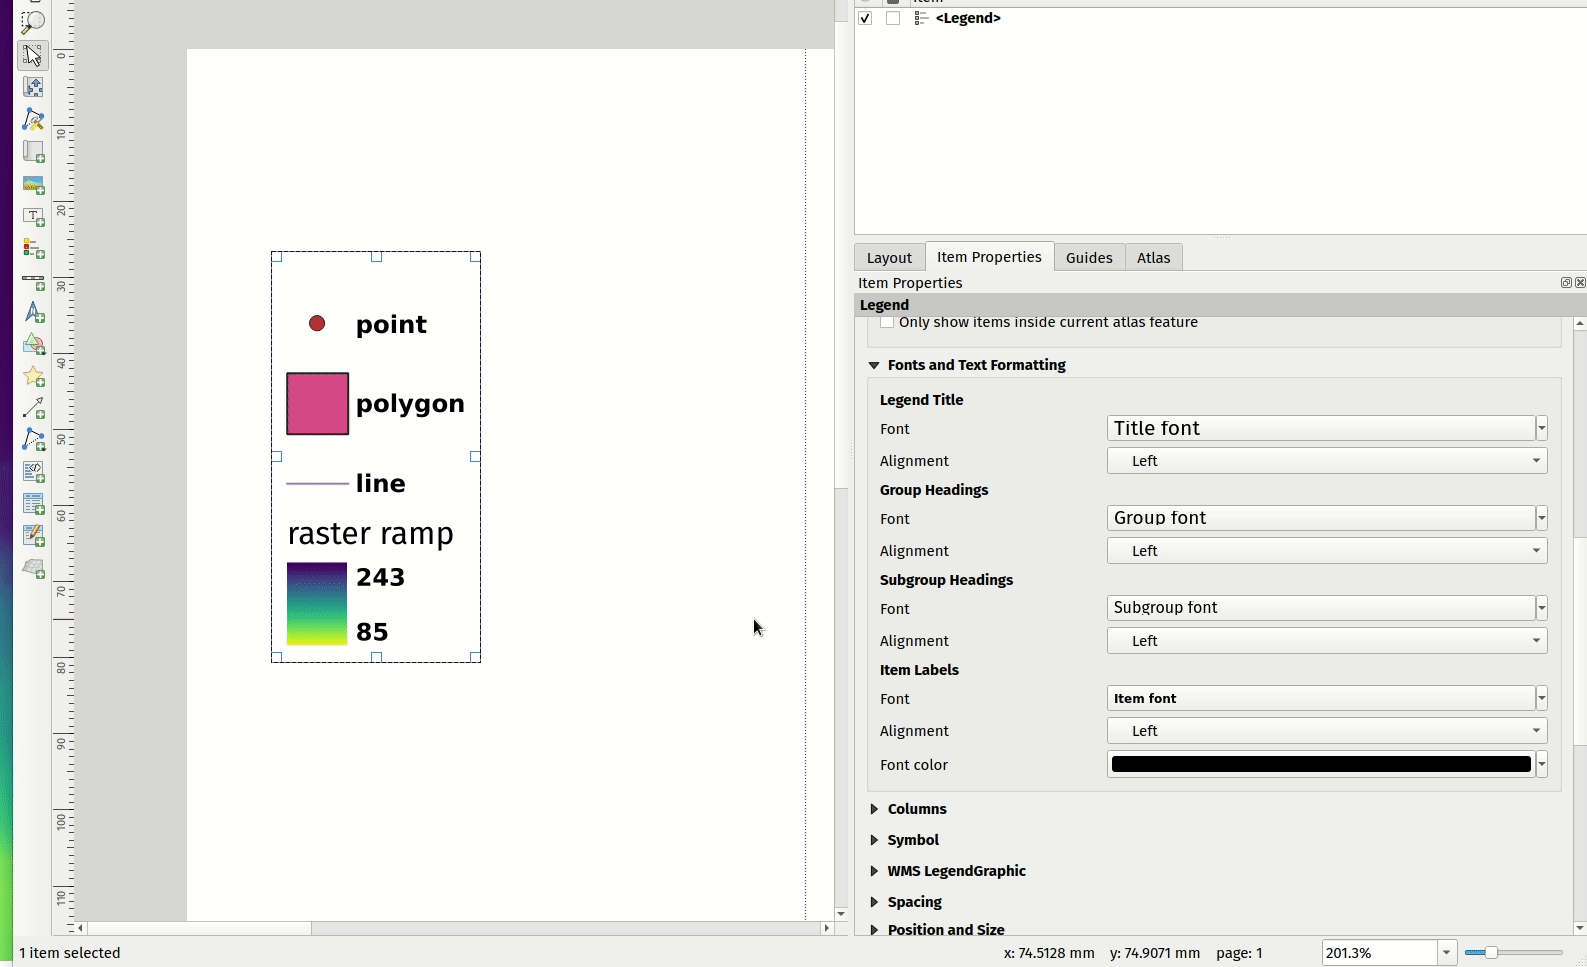 <Legend>
Layout
Item Properties
Guides
Atlas
Item Properties
Legend
Only show items inside current atlas feature
Fonts and Text Formatting
Legend Title
Font
Title font
Alignment
Left
Group Headings
Font
Group font
Alignment
Left
Subgroup Headings
Font
Subgroup font
Alignment
Left
Item Labels
Font
Item font
Alignment
Left
Font color
Columns
Symbol
WMS LegendGraphic
Spacing
Position and Size
0
10
20
30
40
50
60
70
80
90
100
110
T
point
polygon
line
raster ramp
243
85
1 item selected
x: 74.5128 mm y: 74.9071 mm page: 1
201.3%